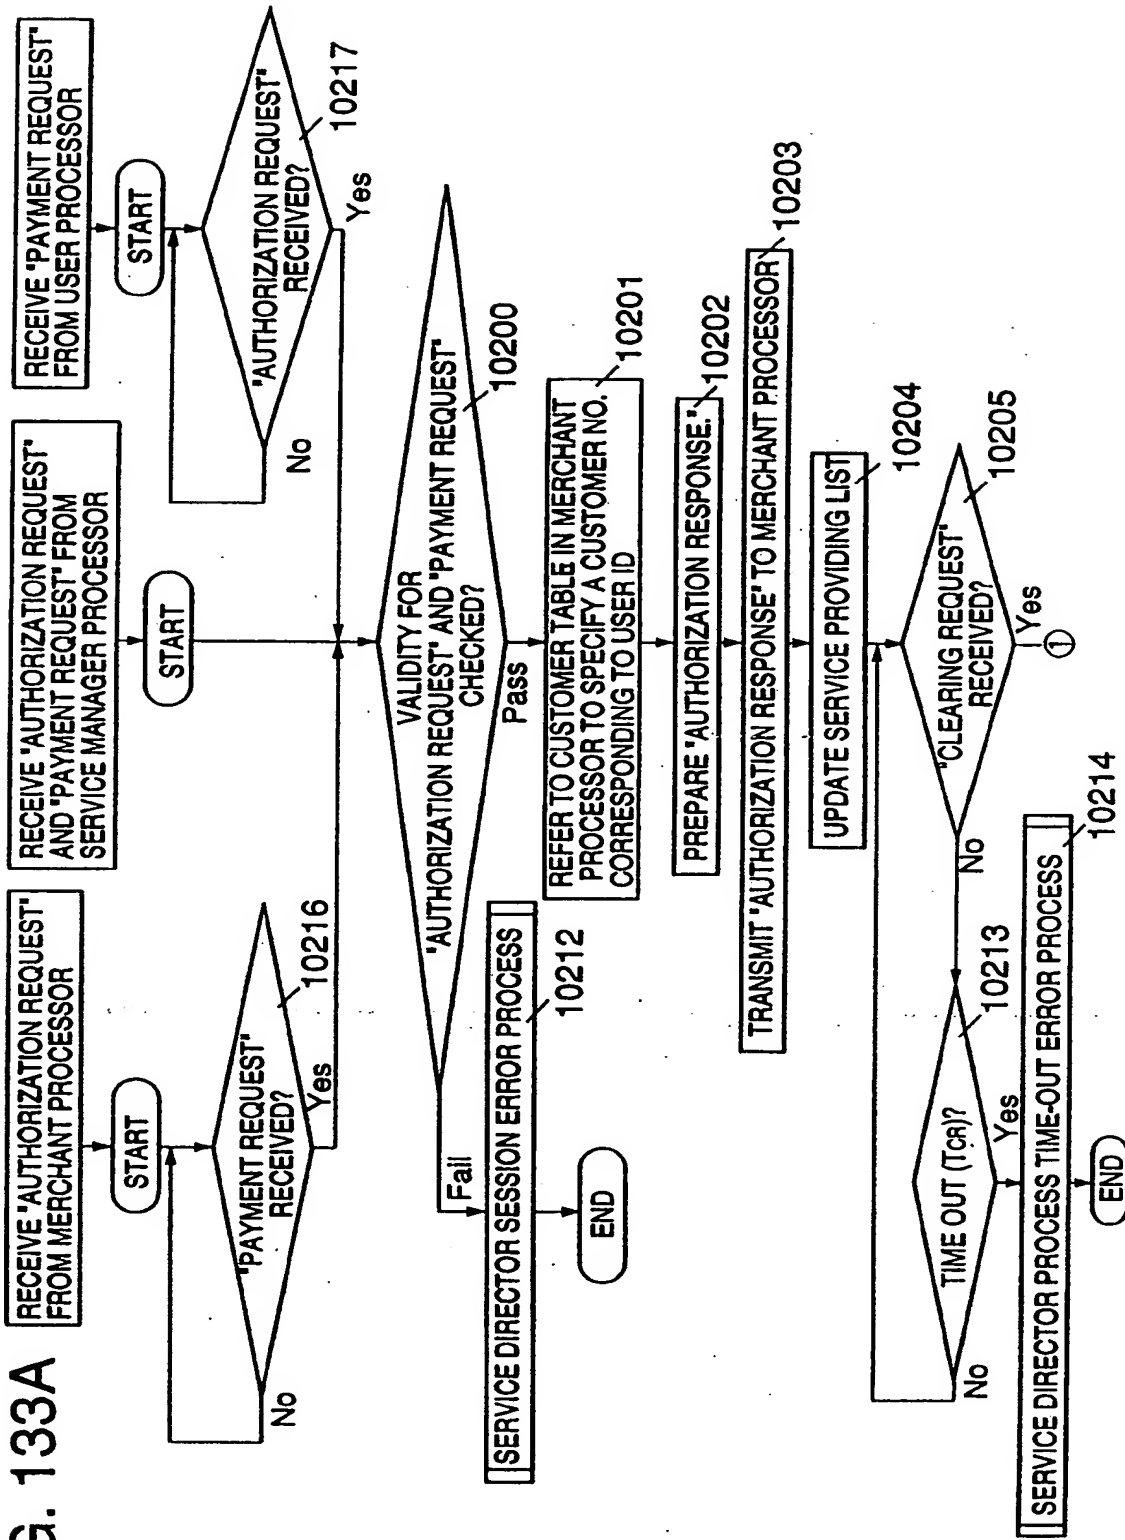 G. 133A
RECEIVE "AUTHORIZATION REQUEST"
FROM MERCHANT PROCESSOR
START
"PAYMENT REQUEST"
RECEIVED?
10216
No
Yes
RECEIVE "AUTHORIZATION REQUEST"
AND "PAYMENT REQUEST" FROM
SERVICE MANAGER PROCESSOR
START
RECEIVE "PAYMENT REQUEST"
FROM USER PROCESSOR
START
"AUTHORIZATION REQUEST"
RECEIVED?
10217
No
Yes
VALIDITY FOR
"AUTHORIZATION REQUEST" AND "PAYMENT REQUEST"
CHECKED?
10200
Fail
Pass
SERVICE DIRECTOR SESSION ERROR PROCESS
10212
END
REFER TO CUSTOMER TABLE IN MERCHANT
PROCESSOR TO SPECIFY A CUSTOMER NO.
CORRESPONDING TO USER ID
10201
PREPARE "AUTHORIZATION RESPONSE."
10202
TRANSMIT "AUTHORIZATION RESPONSE" TO MERCHANT PROCESSOR
10203
UPDATE SERVICE PROVIDING LIST
10204
"CLEARING REQUEST"
RECEIVED?
10205
No
Yes
1
TIME OUT (TCR)?
10213
No
Yes
SERVICE DIRECTOR PROCESS TIME-OUT ERROR PROCESS
10214
END